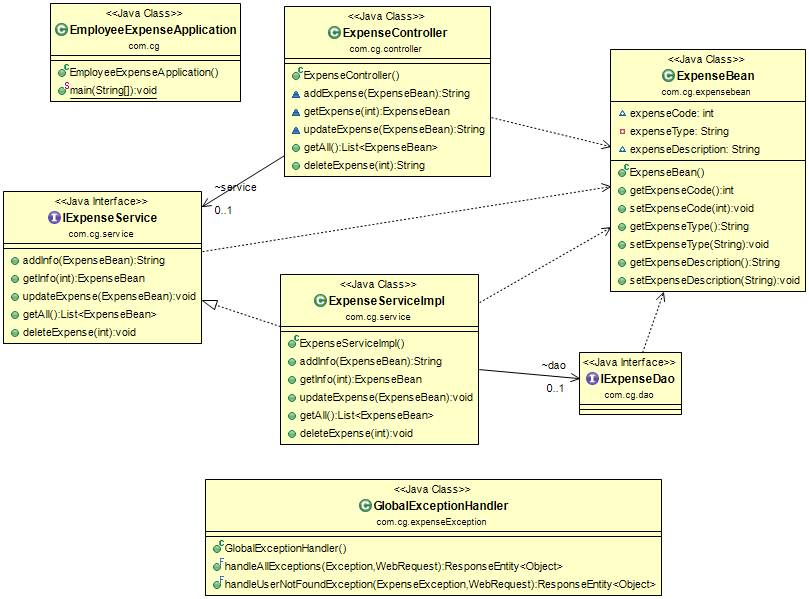 <<Java Class>>
EmployeeExpenseApplication
com.cg
EmployeeExpenseApplication()
main(String[]):void
<<Java Class>>
ExpenseController
com.cg.controller
ExpenseController()
addExpense(ExpenseBean):String
getExpense(int):ExpenseBean
updateExpense(ExpenseBean):String
getAll():List<ExpenseBean>
deleteExpense(int):String
<<Java Class>>
ExpenseBean
com.cg.expensebean
expenseCode: int
expenseType: String
expenseDescription: String
ExpenseBean()
getExpenseCode():int
setExpenseCode(int):void
getExpenseType():String
setExpenseType(String):void
getExpenseDescription():String
setExpenseDescription(String):void
~service
0..1
<<Java Interface>>
IExpenseService
com.cg.service
addInfo(ExpenseBean):String
getInfo(int):ExpenseBean
updateExpense(ExpenseBean):void
getAll():List<ExpenseBean>
deleteExpense(int):void
<<Java Class>>
ExpenseServiceImpl
com.cg.service
ExpenseServiceImpl()
addInfo(ExpenseBean):String
getInfo(int):ExpenseBean
updateExpense(ExpenseBean):void
getAll():List<ExpenseBean>
deleteExpense(int):void
~dao
0..1
<<Java Interface>>
IExpenseDao
com.cg.dao
<<Java Class>>
GlobalExceptionHandler
com.cg.expenseException
GlobalExceptionHandler()
handleAllExceptions(Exception,WebRequest):ResponseEntity<Object>
handleUserNotFoundException(ExpenseException,WebRequest):ResponseEntity<Object>